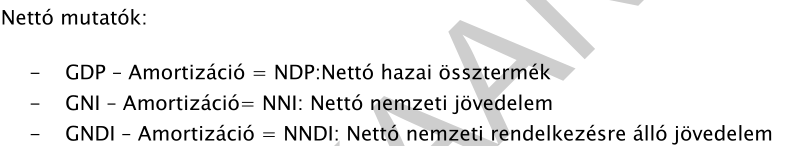 Nettó mutatók:
– GDP – Amortizáció = NDP:Nettó hazai össztermék
– GNI – Amortizáció= NNI: Nettó nemzeti jövedelem
– GNDI – Amortizáció = NNDI: Nettó nemzeti rendelkezésre álló jövedelem